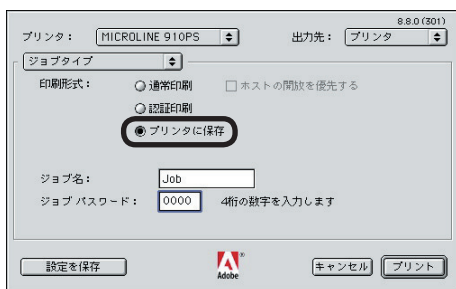 8.8.0 (301)
プリンタ： MICROLINE 910PS 出力先： プリンタ
ジョブタイプ
印刷形式： 通常印刷 ホストの開放を優先する
認証印刷
プリンタに保存
ジョブ名： Job
ジョブ パスワード： 0000 4桁の数字を入力します
設定を保存 Adobe ® キャンセル プリント